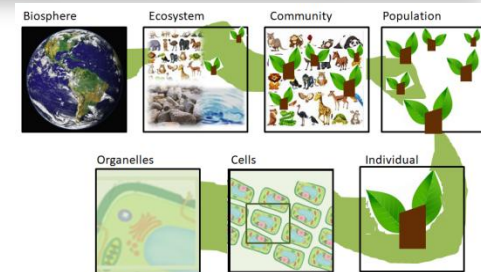 Biosphere
Ecosystem
Community
Population
Organelles
Cells
Individual